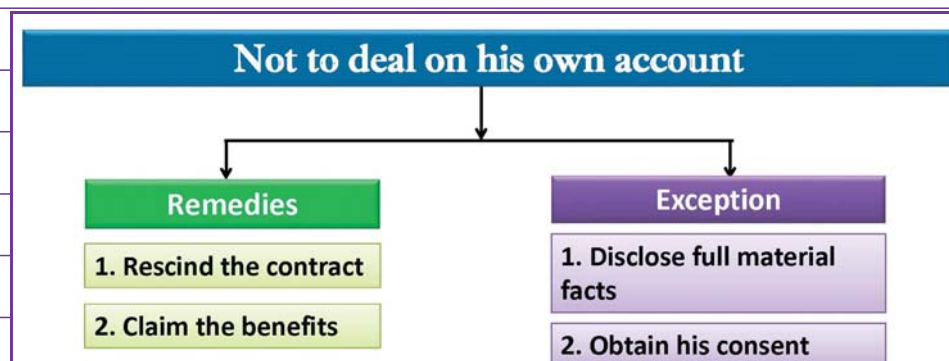 Not to deal on his own account
Remedies
1. Rescind the contract
2. Claim the benefits
Exception
1. Disclose full material
facts
2. Obtain his consent